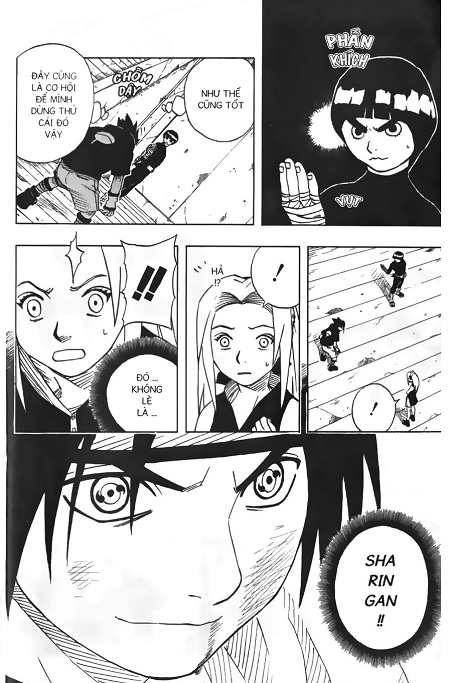 PHẤN
KHÍCH
VỤT
NHƯ THẾ
CŨNG TỐT
CHỒM
DẬY
ĐÂY CŨNG
LÀ CƠ HỘI
ĐỂ MÌNH
DÙNG THỬ
CÁI ĐÓ
VẬY
!
!
HẢ
!?
!!
ĐÓ ...
KHÔNG
LẼ
LÀ ...
SHA
RIN
GAN
!!